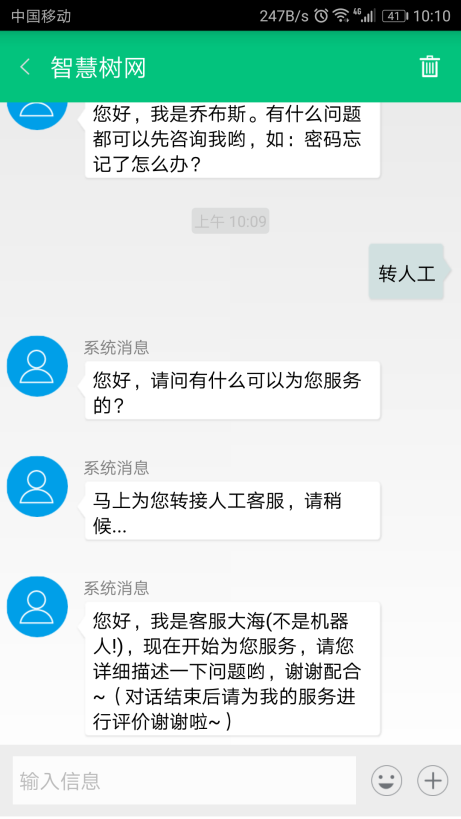 中国移动 247B/s 4G 41 10:10
智慧树网
您好，我是乔布斯。有什么问题
都可以先咨询我哟，如：密码忘
记了怎么办？
上午 10:09
转人工
系统消息
您好，请问有什么可以为您服务
的？
系统消息
马上为您转接人工客服，请稍
候...
系统消息
您好，我是客服大海(不是机器
人!)，现在开始为您服务，请您
详细描述一下问题哟，谢谢配合
~（对话结束后请为我的服务进
行评价谢谢啦~）
输入信息